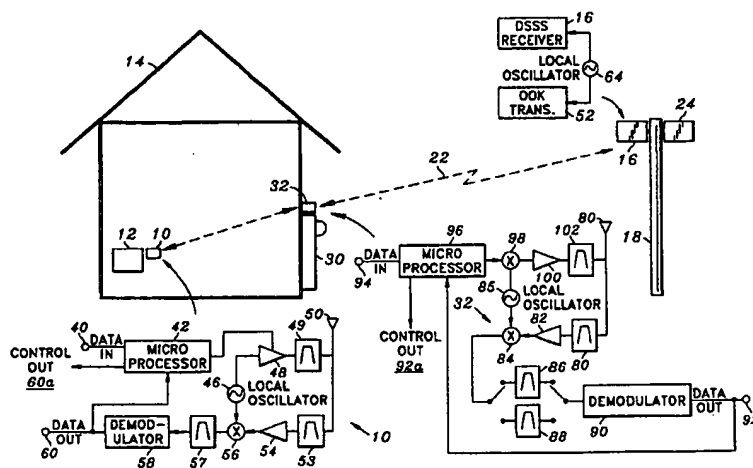 14
DSSS
RECEIVER
16
LOCAL
OSCILLATOR
64
OOK
TRANS.
52
24
16
22
32
18
12
10
30
96
MICRO
PROCESSOR
DATA
IN
94
98
100
102
80
85
LOCAL
OSCILLATOR
32
CONTROL
OUT
92a
84
82
80
86
88
DEMODULATOR
90
DATA
OUT
40
DATA
IN
42
MICRO
PROCESSOR
CONTROL
OUT
60a
46
48
49
50
LOCAL
OSCILLATOR
DATA
OUT
60
DEMOD-
ULATOR
58
57
56
54
53
10